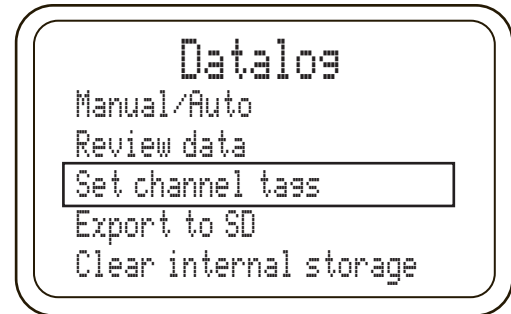 Datalog
Manual/Auto
Review data
Set channel tags
Export to SD
Clear internal storage